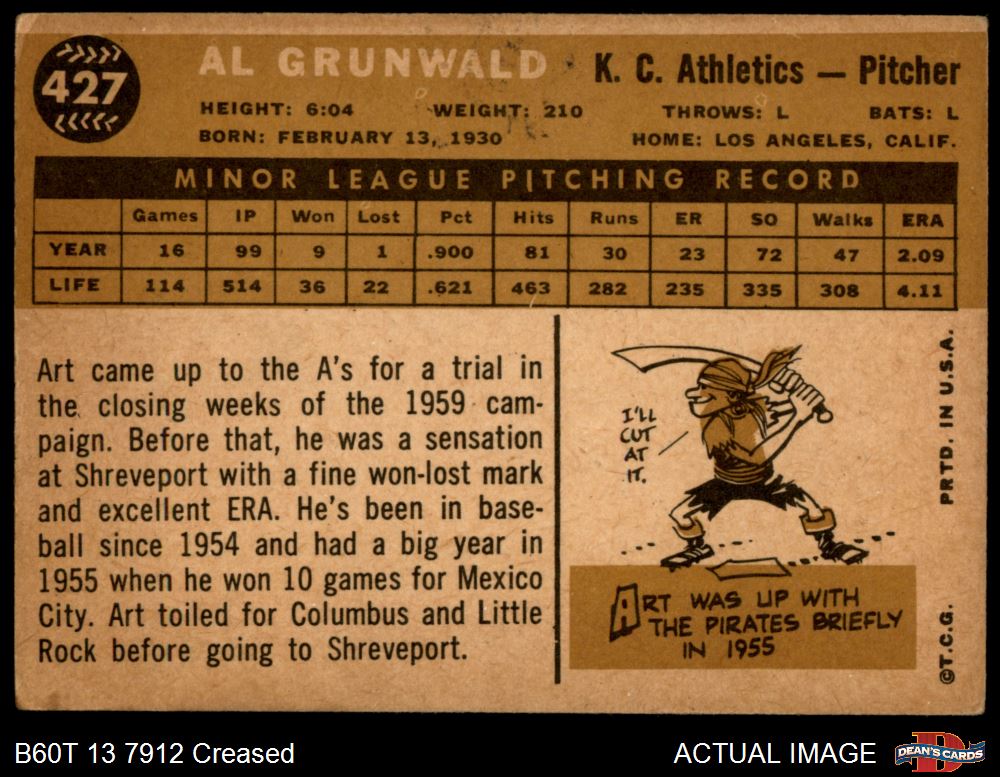 427
AL GRUNWALD
K. C. Athletics — Pitcher
HEIGHT: 6:04 WEIGHT: 210 THROWS: L BATS: L
BORN: FEBRUARY 13, 1930 HOME: LOS ANGELES, CALIF.
MINOR LEAGUE PITCHING RECORD
Games IP Won Lost Pct Hits Runs ER SO Walks ERA
YEAR 16 99 9 1 .900 81 30 23 72 47 2.09
LIFE 114 514 36 22 .621 463 282 235 335 308 4.11
Art came up to the A's for a trial in
the closing weeks of the 1959 cam-
paign. Before that, he was a sensation
at Shreveport with a fine won-lost mark
and excellent ERA. He's been in base-
ball since 1954 and had a big year in
1955 when he won 10 games for Mexico
City. Art toiled for Columbus and Little
Rock before going to Shreveport.
I'LL
CUT
AT
IT.
ART WAS UP WITH
THE PIRATES BRIEFLY
IN 1955
PRTD. IN U.S.A.
©T.C.G.
B60T 13 7912 Creased
ACTUAL IMAGE
DEAN'S CARDS